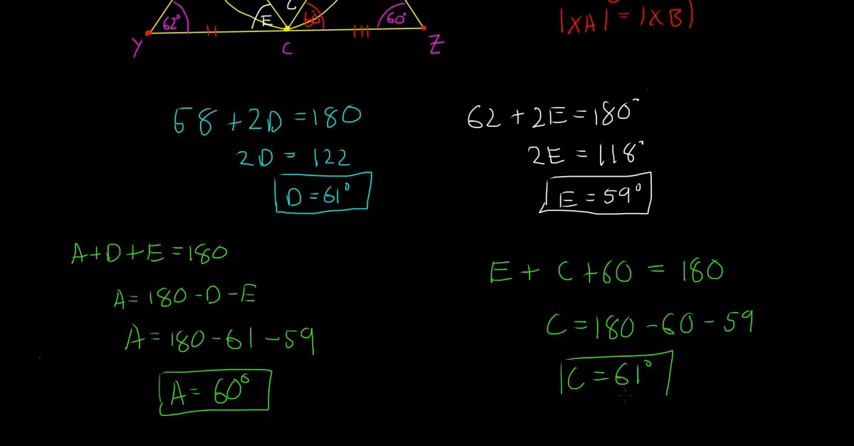 C
62° E 60° 60°
Y C Z
|XA| = |XB|
58 + 2D = 180
2D = 122
D = 61°
62 + 2E = 180°
2E = 118°
E = 59°
A+D+E = 180
A = 180 - D - E
A = 180 - 61 - 59
A = 60°
E + C + 60 = 180
C = 180 - 60 - 59
C = 61°